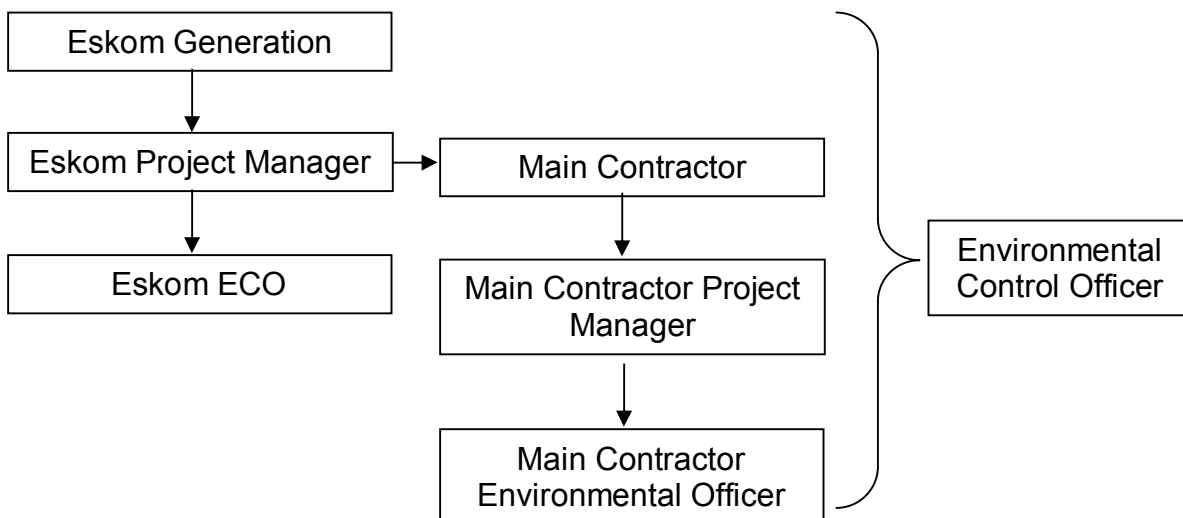 Eskom Generation
Eskom Project Manager
Main Contractor
Eskom ECO
Main Contractor Project
Manager
Main Contractor
Environmental Officer
Environmental
Control Officer